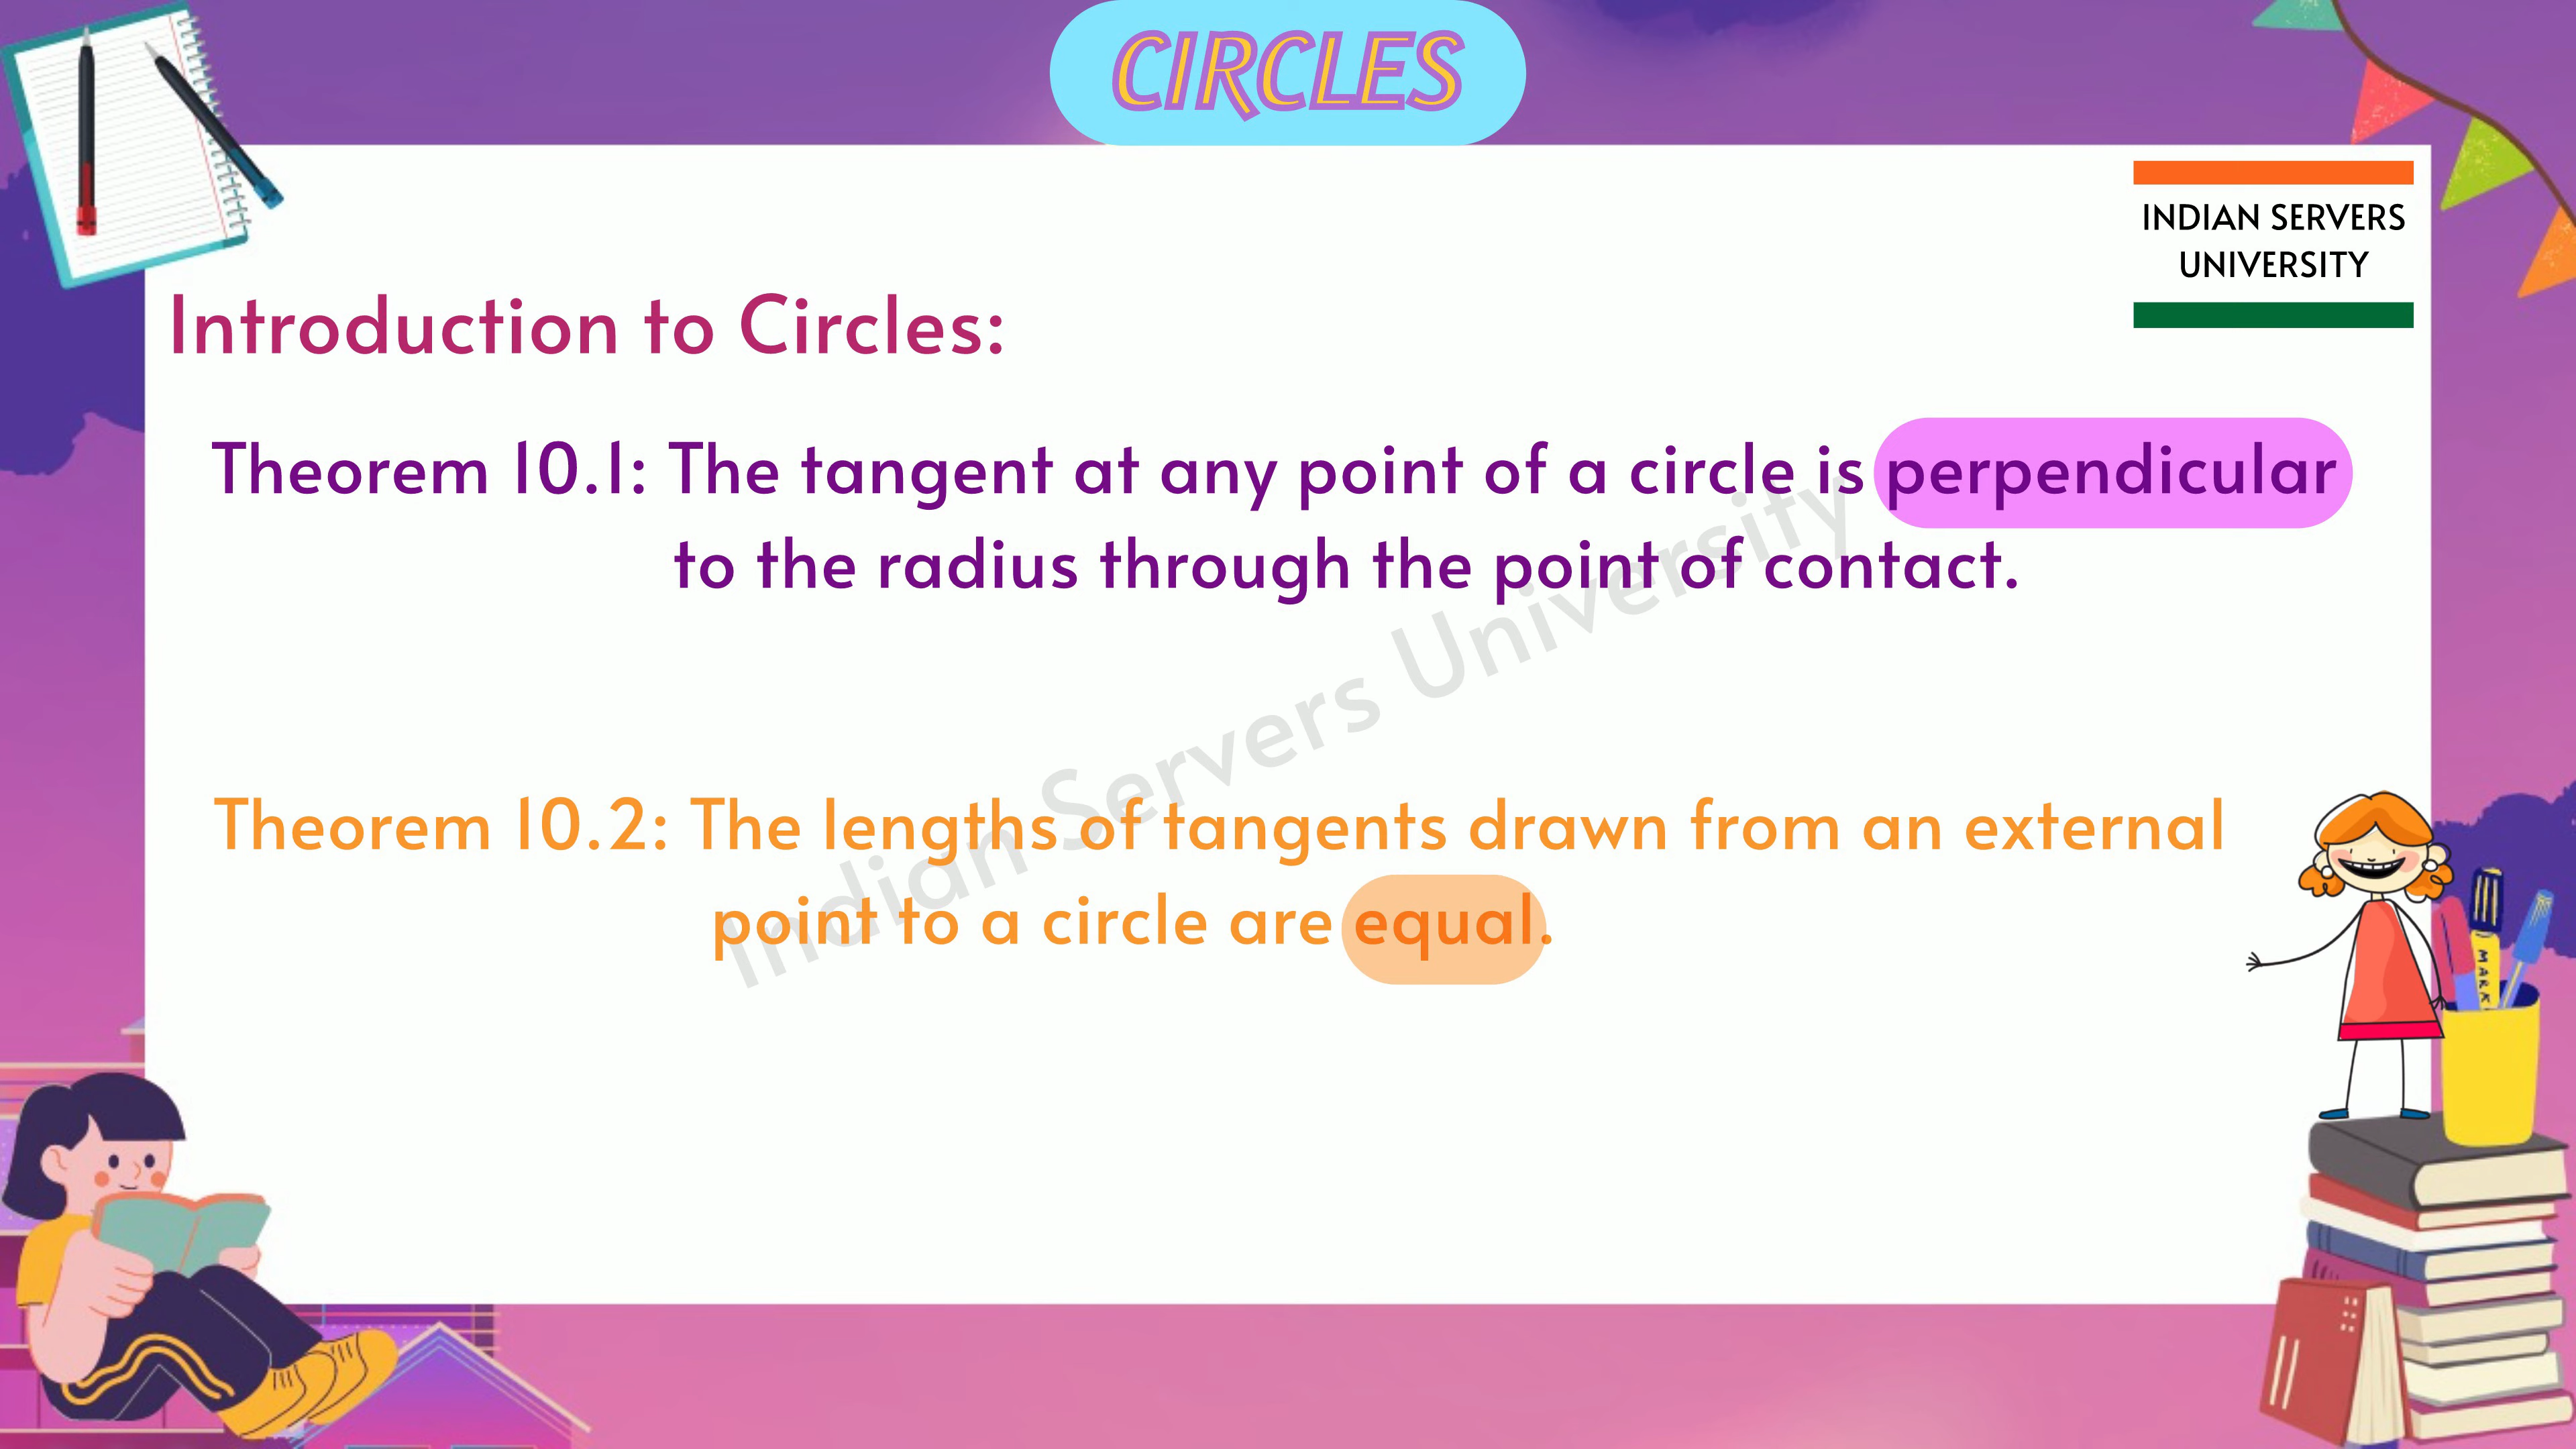 CIRCLES
INDIAN SERVERS
UNIVERSITY
Introduction to Circles:
Theorem 10.1: The tangent at any point of a circle is perpendicular
to the radius through the point of contact.
Theorem 10.2: The lengths of tangents drawn from an external
point to a circle are equal.
Indian Servers University
MARK